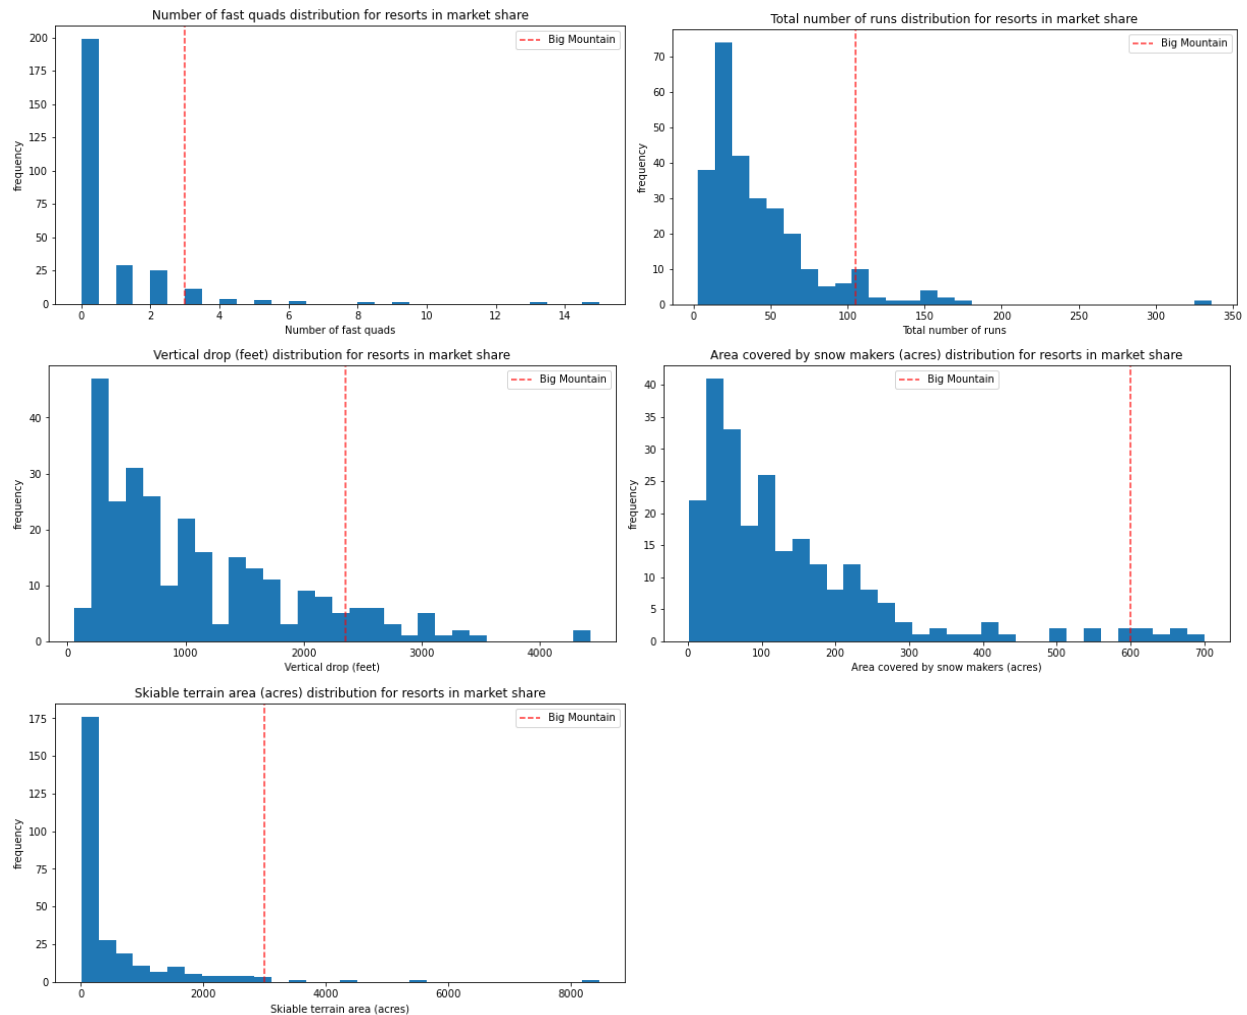 Number of fast quads distribution for resorts in market share
Big Mountain
frequency
200
175
150
125
100
75
50
25
0
0 2 4 6 8 10 12 14
Number of fast quads
Total number of runs distribution for resorts in market share
Big Mountain
frequency
70
60
50
40
30
20
10
0
0 50 100 150 200 250 300 350
Total number of runs
Vertical drop (feet) distribution for resorts in market share
Big Mountain
frequency
40
30
20
10
0
0 1000 2000 3000 4000
Vertical drop (feet)
Area covered by snow makers (acres) distribution for resorts in market share
Big Mountain
frequency
40
35
30
25
20
15
10
5
0
0 100 200 300 400 500 600 700
Area covered by snow makers (acres)
Skiable terrain area (acres) distribution for resorts in market share
Big Mountain
frequency
175
150
125
100
75
50
25
0
0 2000 4000 6000 8000
Skiable terrain area (acres)